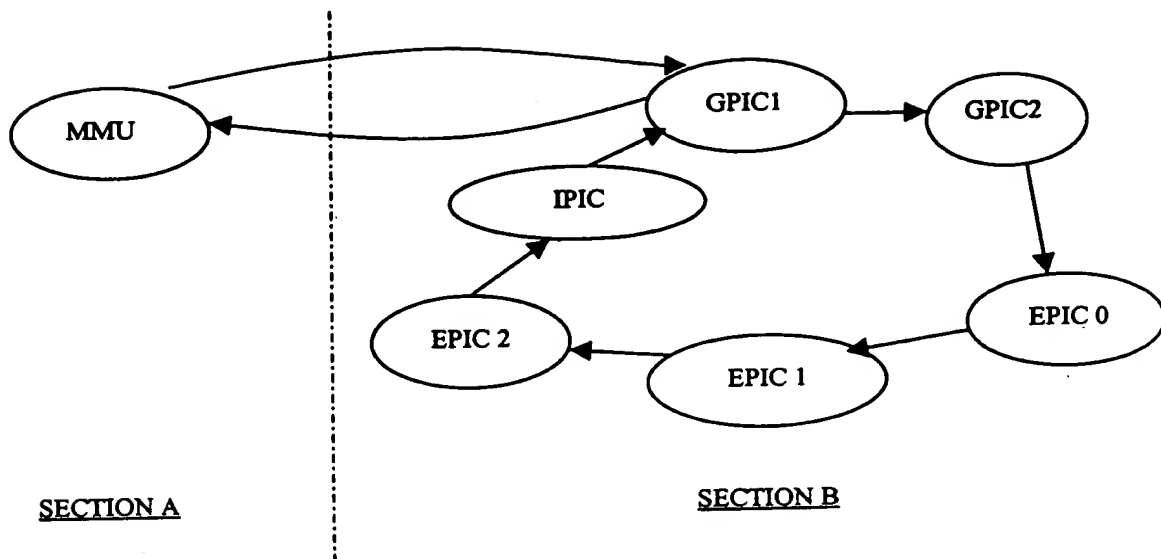 MMU
GPIC1
GPIC2
IPIC
EPIC 2
EPIC 1
EPIC 0
SECTION A
SECTION B